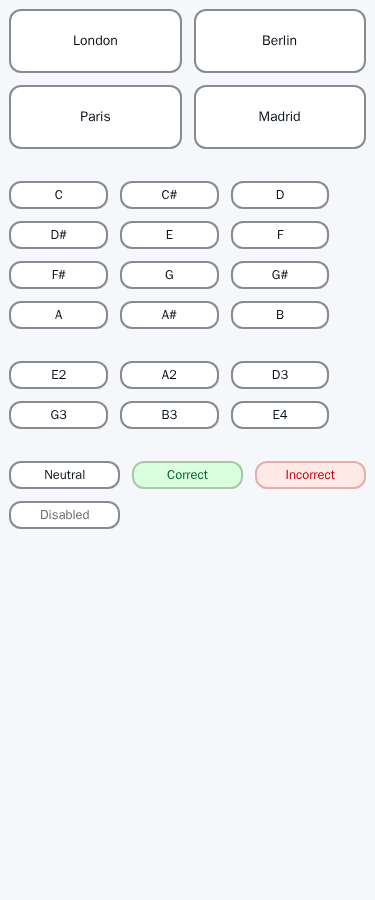 London Berlin
Paris Madrid
C C# D
D# E F
F# G G#
A A# B
E2 A2 D3
G3 B3 E4
Neutral Correct Incorrect
Disabled